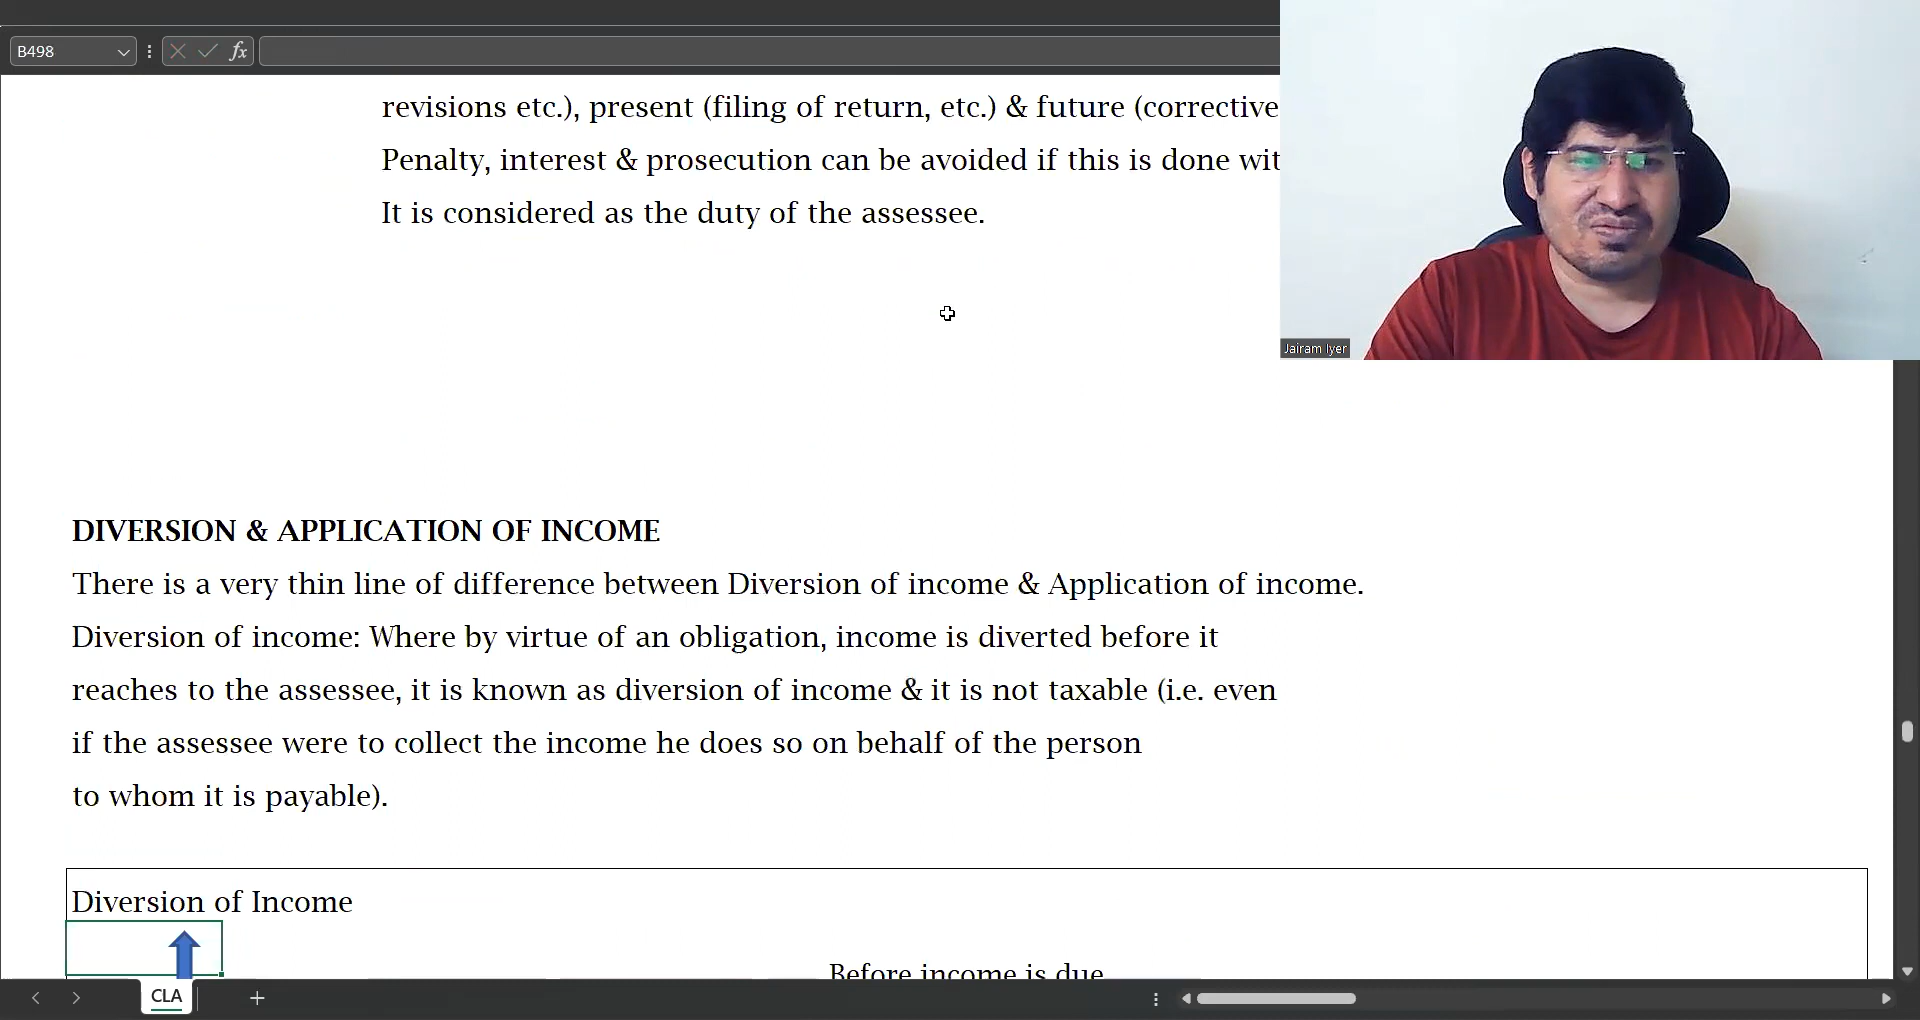 B498
fx
revisions etc.), present (filing of return, etc.) & future (corrective
Penalty, interest & prosecution can be avoided if this is done wit
It is considered as the duty of the assessee.
Jairam Iyer
DIVERSION & APPLICATION OF INCOME
There is a very thin line of difference between Diversion of income & Application of income.
Diversion of income: Where by virtue of an obligation, income is diverted before it
reaches to the assessee, it is known as diversion of income & it is not taxable (i.e. even
if the assessee were to collect the income he does so on behalf of the person
to whom it is payable).
Diversion of Income
Before income is due
CLA